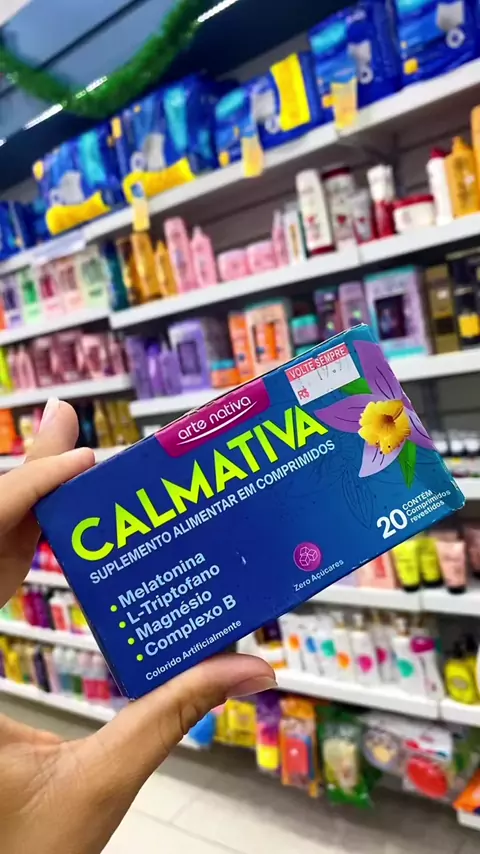 VOLTE SEMPRE
R$
arte nativa
CALMATIVA
SUPLEMENTO ALIMENTAR EM COMPRIMIDOS
Melatonina
L-Triptofano
Magnésio
Complexo B
Colorido Artificialmente
Zero Açúcares
20 CONTÉM
Comprimidos
revestidos